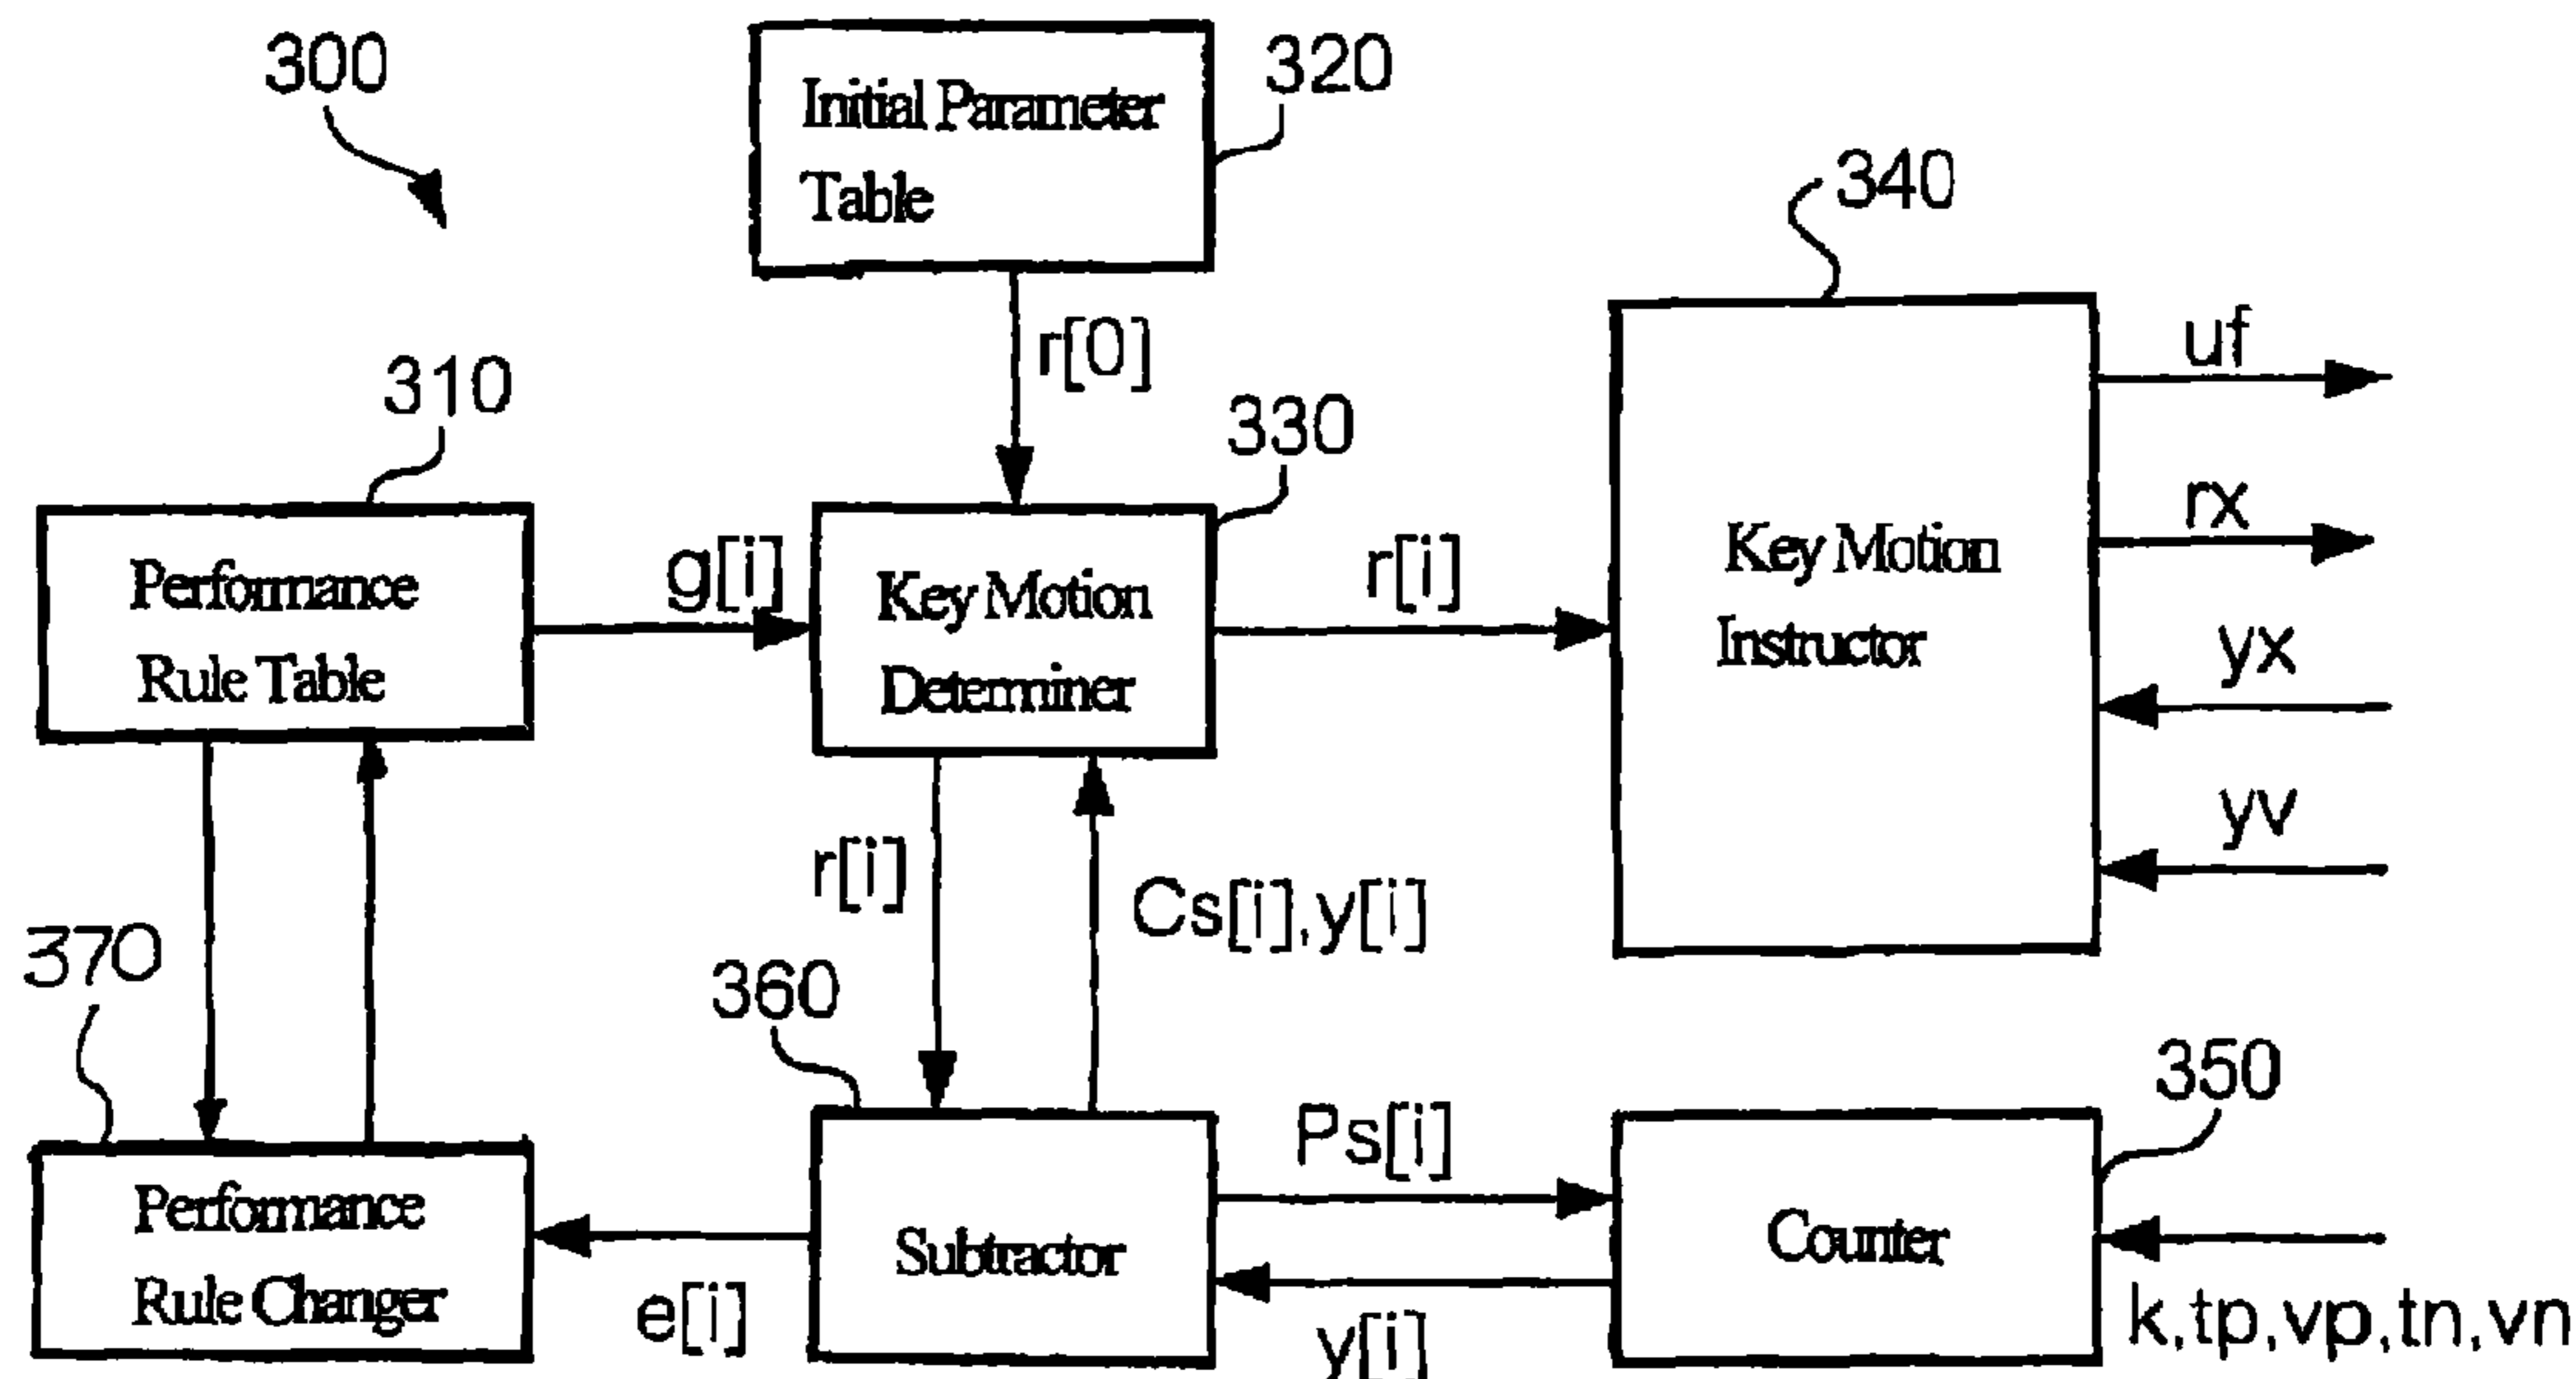 300
Initial Parameter
Table
320
r[0]
340
310
330
uf
rx
yx
yv
Performance
Rule Table
g[i]
Key Motion
Determiner
r[i]
Key Motion
Instructor
r[i]
Cs[i],y[i]
370
360
350
Performance
Rule Changer
e[i]
Subtractor
Ps[i]
y[i]
Counter
k,tp,vp,tn,vn